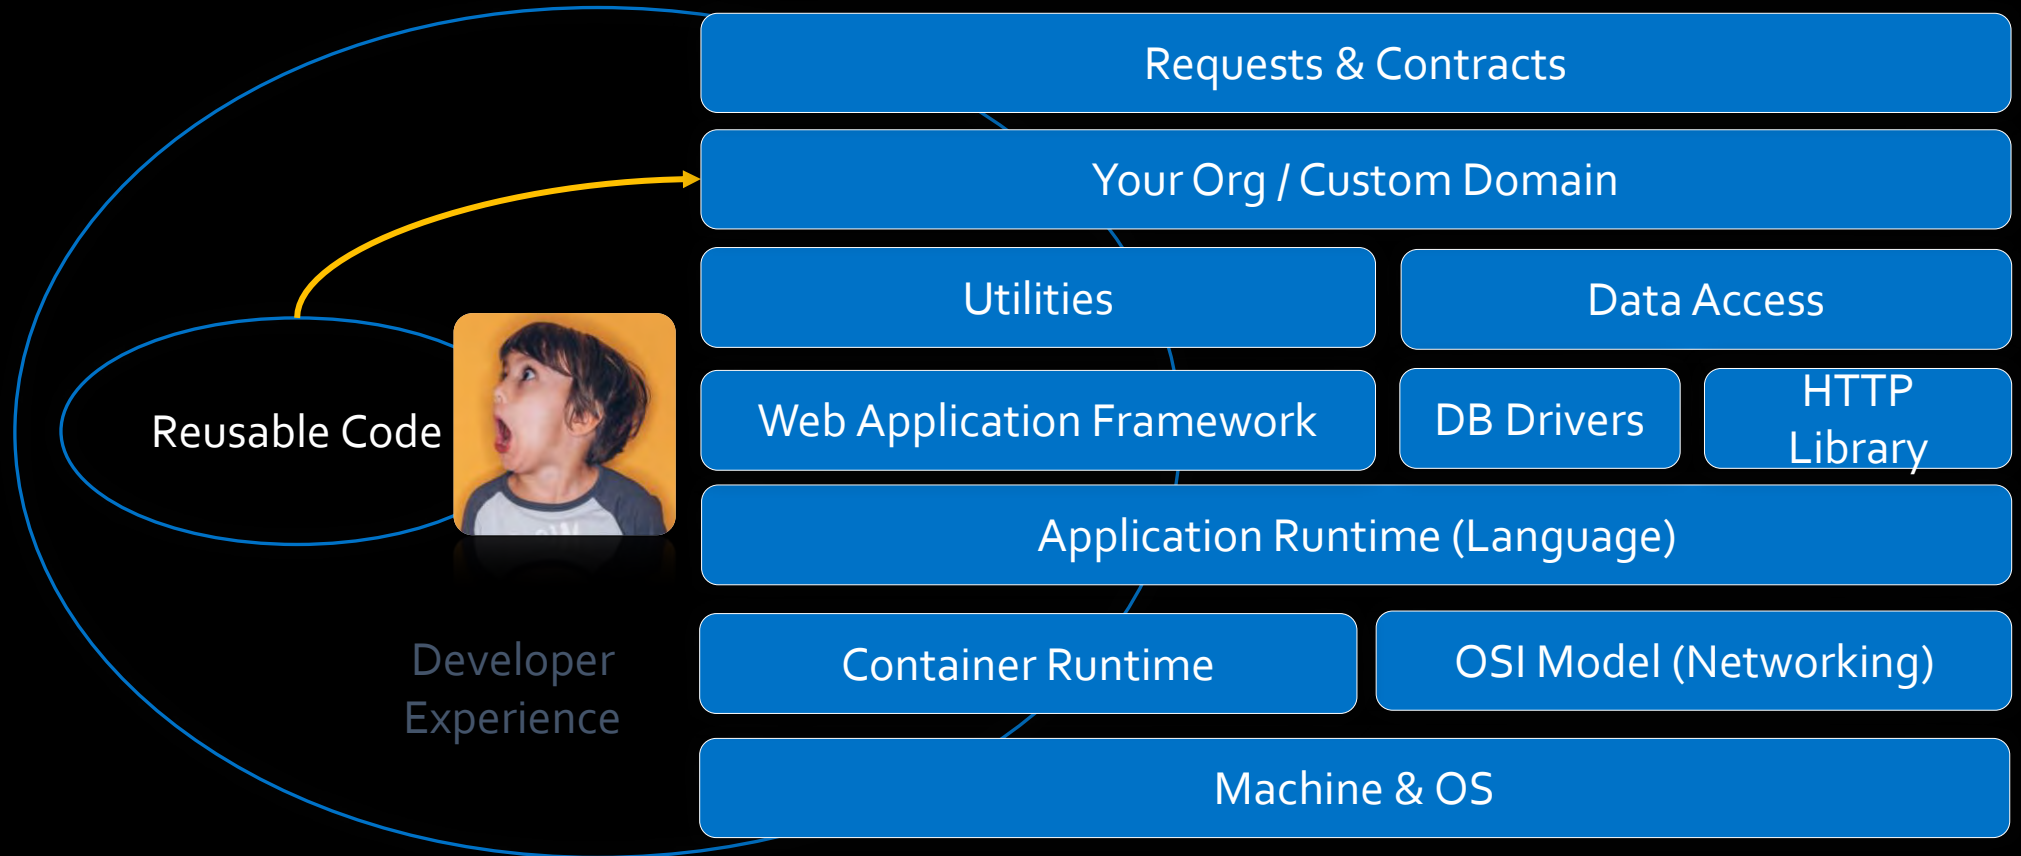 Requests & Contracts
Your Org / Custom Domain
Utilities
Data Access
Reusable Code
Web Application Framework
DB Drivers
HTTP
Library
Application Runtime (Language)
Developer
Experience
Container Runtime
OSI Model (Networking)
Machine & OS